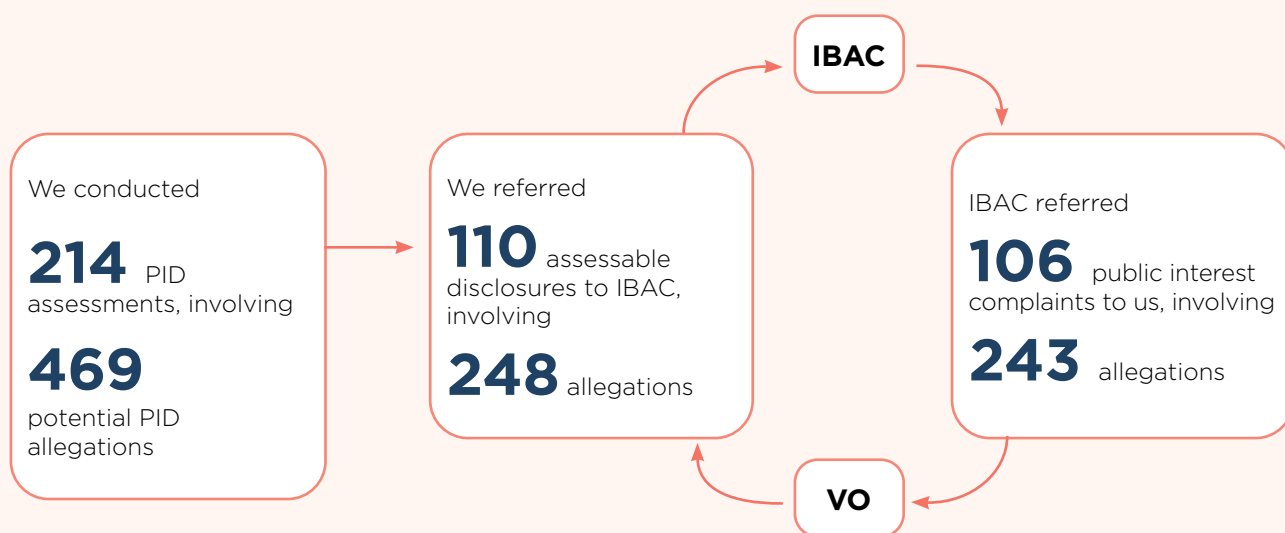 IBAC
We conducted
214 PID
assessments, involving
469
potential PID
allegations
We referred
110 assessable
disclosures to IBAC,
involving
248 allegations
IBAC referred
106 public interest
complaints to us, involving
243 allegations
VO